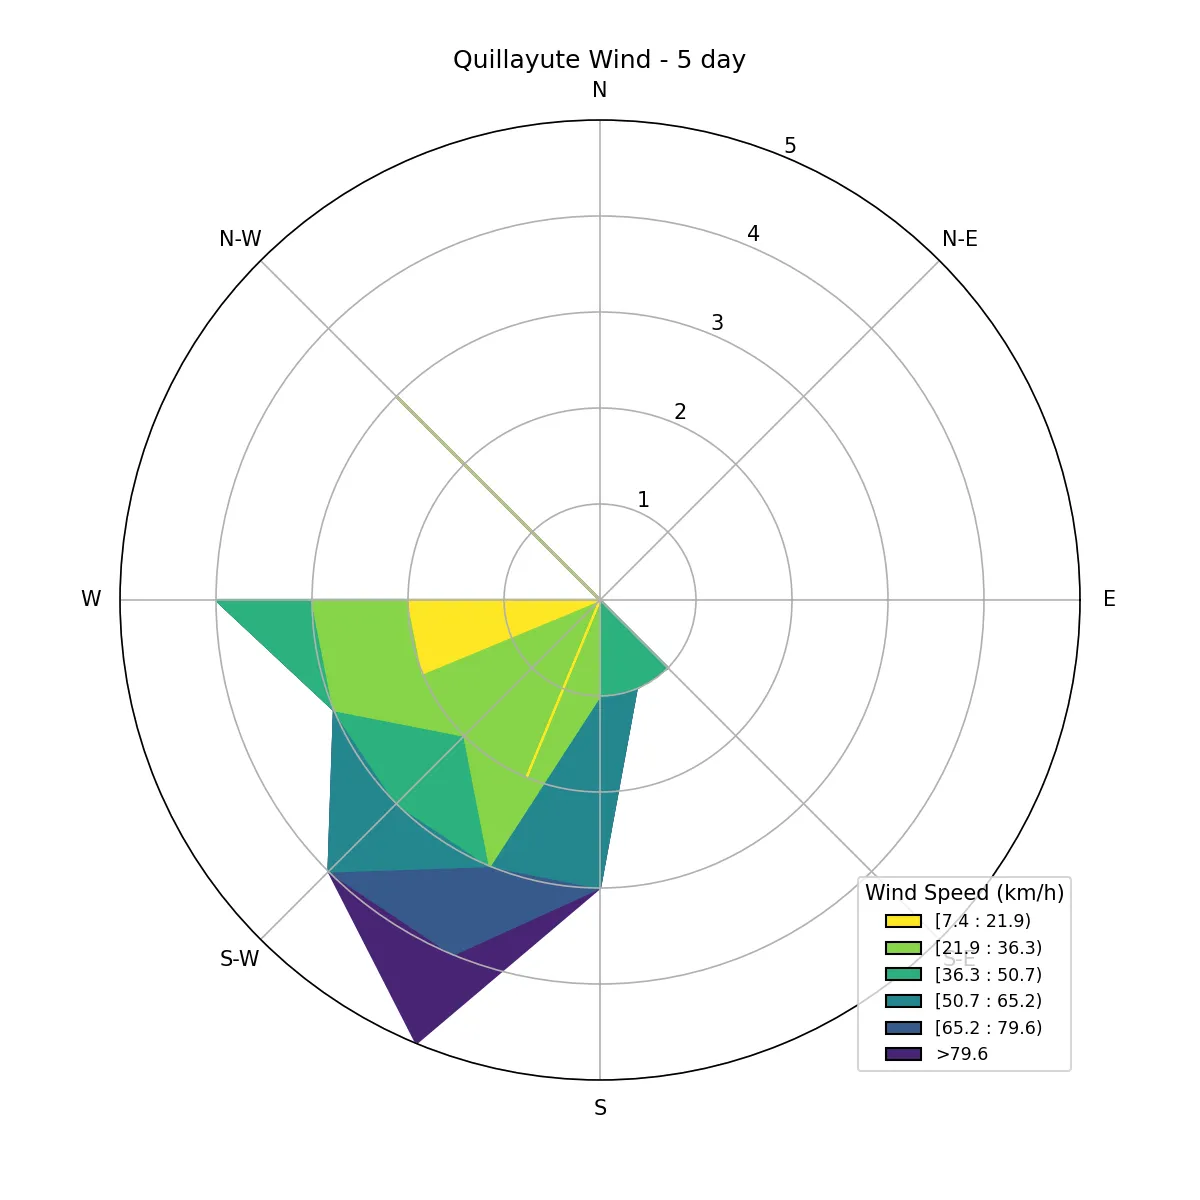 Quillayute Wind - 5 day
N
5
N-W
4
N-E
3
2
1
W
E
S-W
S-E
S
Wind Speed (km/h)
[7.4 : 21.9)
[21.9 : 36.3)
[36.3 : 50.7)
[50.7 : 65.2)
[65.2 : 79.6)
>79.6